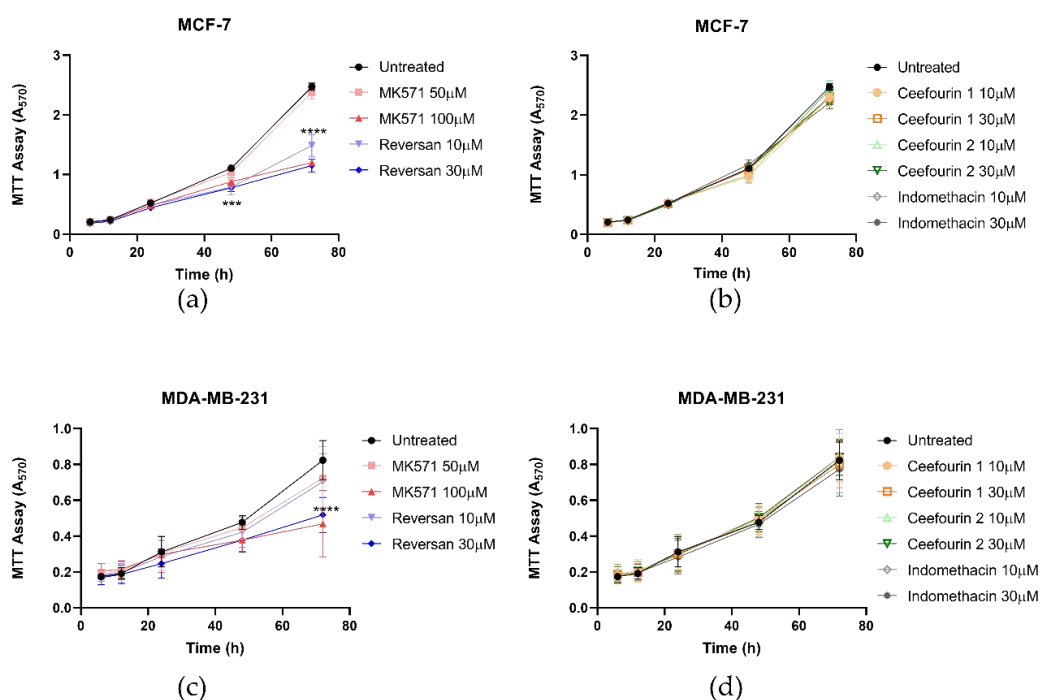 MCF-7
MTT Assay (A570)
3
2
1
0
0 20 40 60 80
Time (h)
****
***
Untreated
MK571 50μM
MK571 100μM
Reversan 10μM
Reversan 30μM
(a)
MCF-7
MTT Assay (A570)
3
2
1
0
0 20 40 60 80
Time (h)
Untreated
Ceefourin 1 10μM
Ceefourin 1 30μM
Ceefourin 2 10μM
Ceefourin 2 30μM
Indomethacin 10μM
Indomethacin 30μM
(b)
MDA-MB-231
MTT Assay (A570)
1.0
0.8
0.6
0.4
0.2
0.0
0 20 40 60 80
Time (h)
****
Untreated
MK571 50μM
MK571 100μM
Reversan 10μM
Reversan 30μM
(c)
MDA-MB-231
MTT Assay (A570)
1.0
0.8
0.6
0.4
0.2
0.0
0 20 40 60 80
Time (h)
Untreated
Ceefourin 1 10μM
Ceefourin 1 30μM
Ceefourin 2 10μM
Ceefourin 2 30μM
Indomethacin 10μM
Indomethacin 30μM
(d)